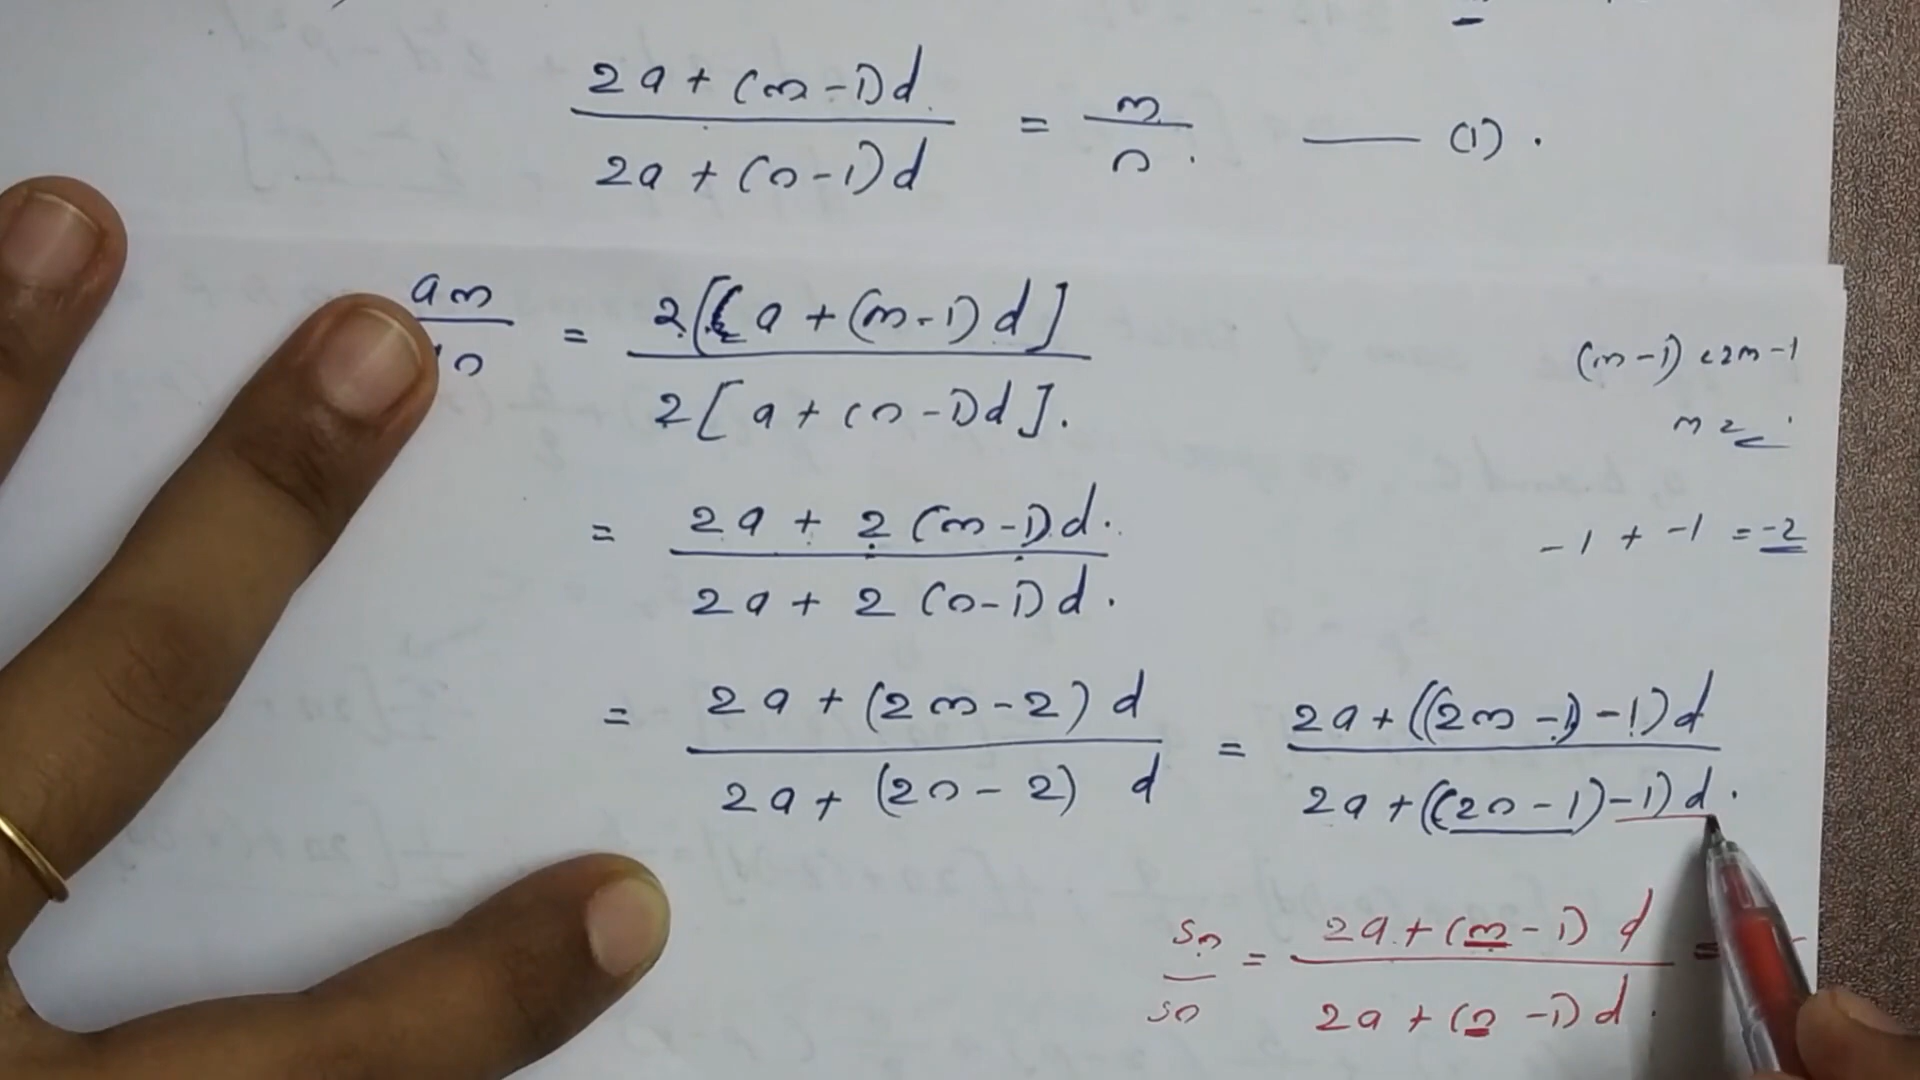 2a + (m-1)d
2a + (n-1)d
= m/n. —— (1).
am
n
= 2[a + (m-1)d]
2[a + (n-1)d].
= 2a + 2(m-1)d.
2a + 2(n-1)d.
= 2a + (2m-2)d
2a + (2n-2) d
= 2a + ((2m-1)-1)d
2a + ((2n-1)-1)d.
(m-1)
2m-1
m
-1 + -1 = -2
Sm = 2a + (m-1) d =
Sn 2a + (n-1)d.